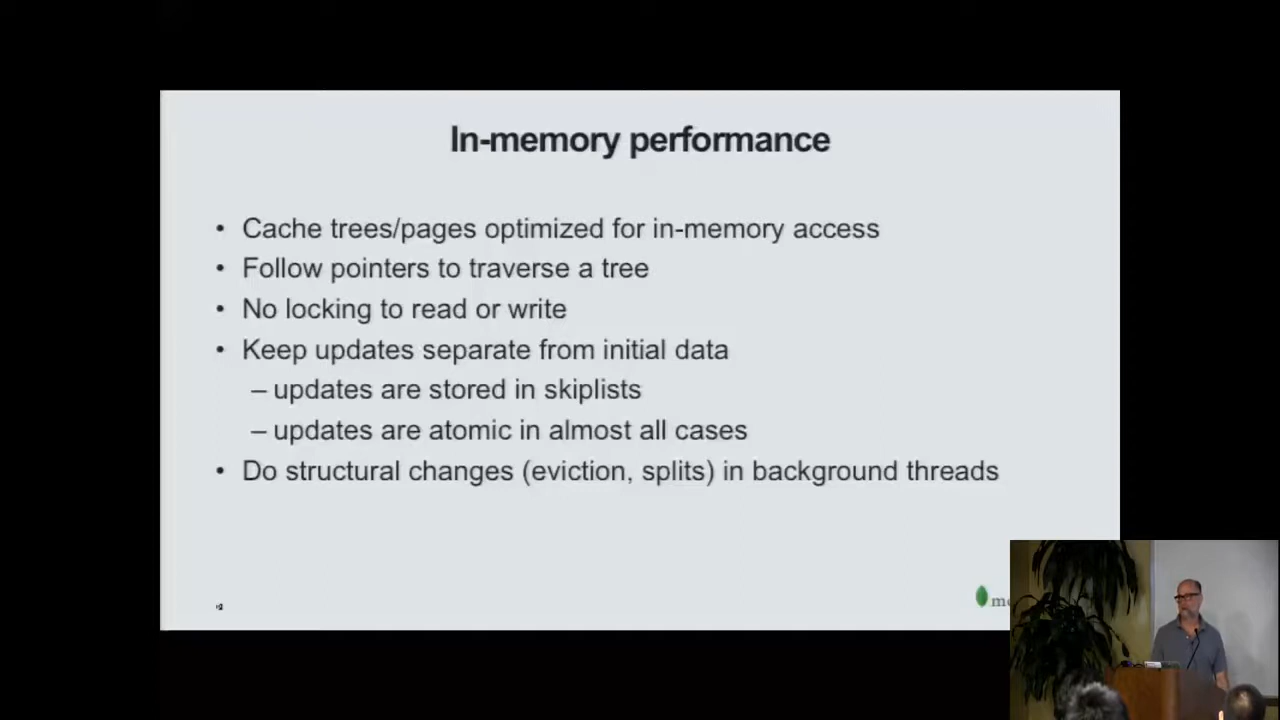 In-memory performance
• Cache trees/pages optimized for in-memory access
• Follow pointers to traverse a tree
• No locking to read or write
• Keep updates separate from initial data
– updates are stored in skiplists
– updates are atomic in almost all cases
• Do structural changes (eviction, splits) in background threads